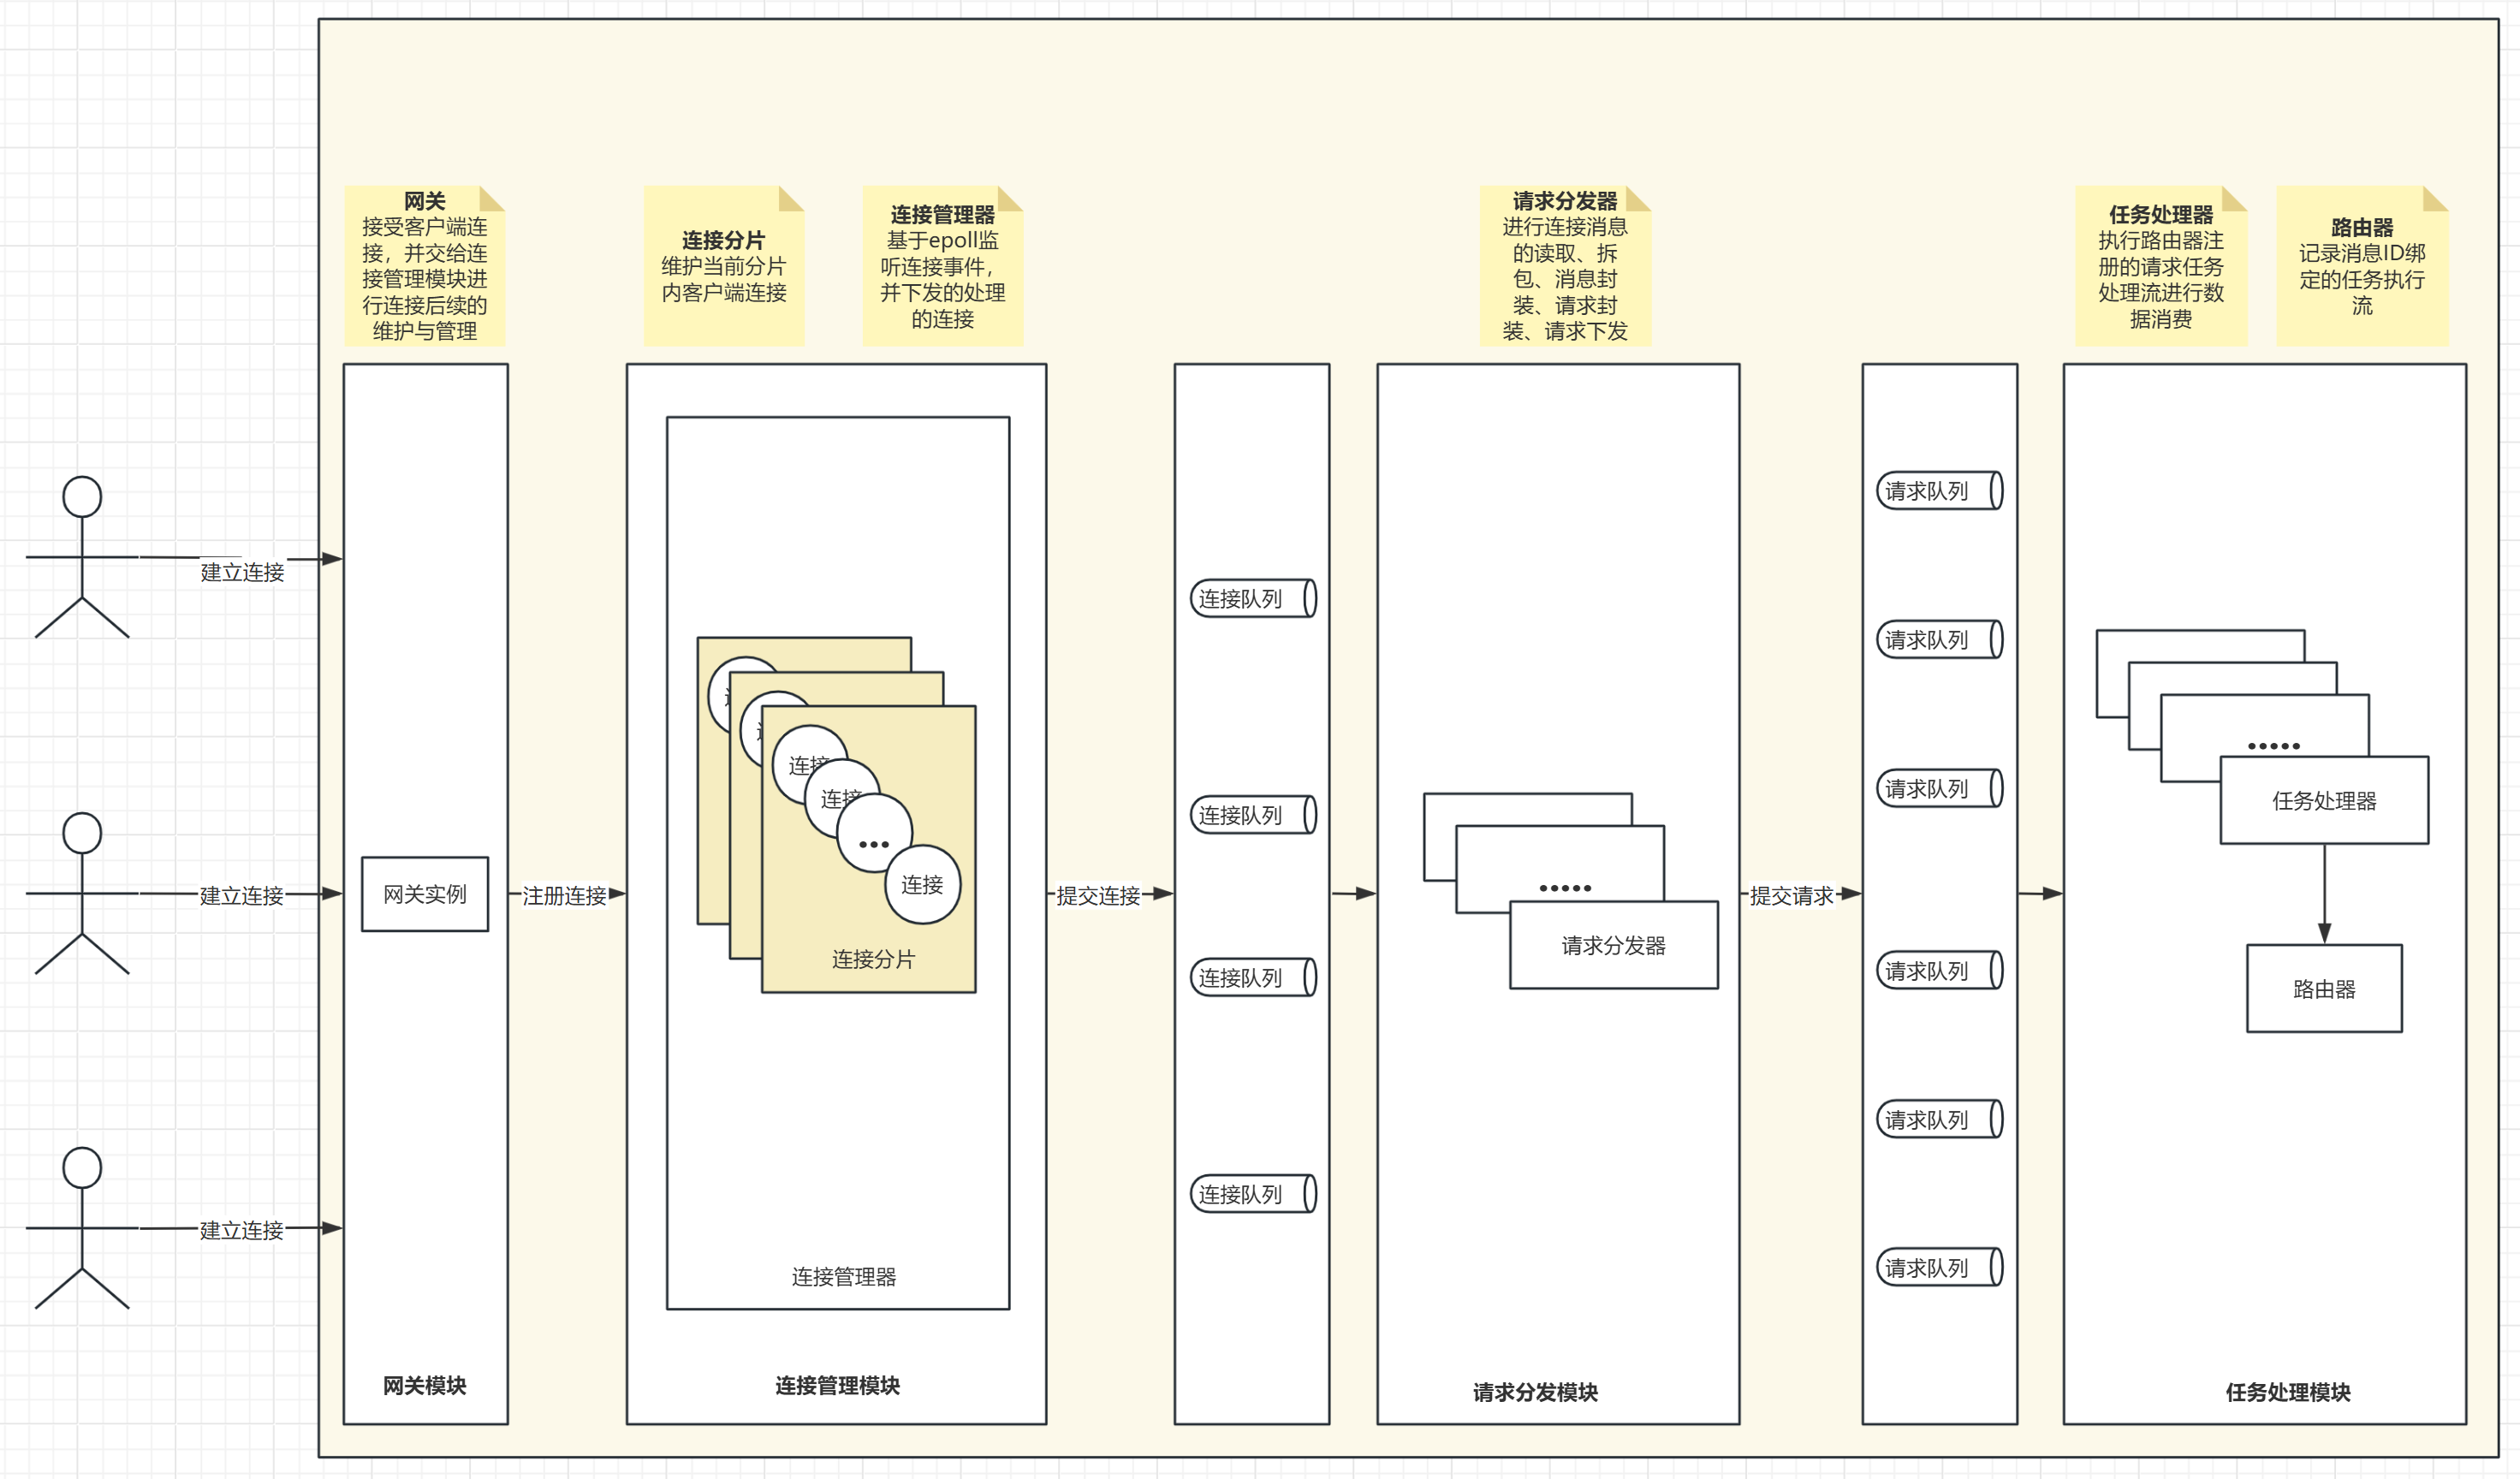 网关
接受客户端连
接，并交给连
接管理模块进
行连接后续的
维护与管理
连接分片
维护当前分片
内客户端连接
连接管理器
基于epoll监
听连接事件，
并下发的处理
的连接
请求分发器
进行连接消息
的读取、拆
包、消息封
装、请求封
装、请求下发
任务处理器
执行路由器注
册的请求任务
处理流进行数
据消费
路由器
记录消息ID绑
定的任务执行
流
建立连接
建立连接
建立连接
网关实例
网关模块
注册连接
连接
连接
...
连接
连接分片
连接管理器
连接管理模块
提交连接
连接队列
连接队列
连接队列
连接队列
.....
请求分发器
请求分发模块
提交请求
请求队列
请求队列
请求队列
请求队列
请求队列
请求队列
.....
任务处理器
路由器
任务处理模块